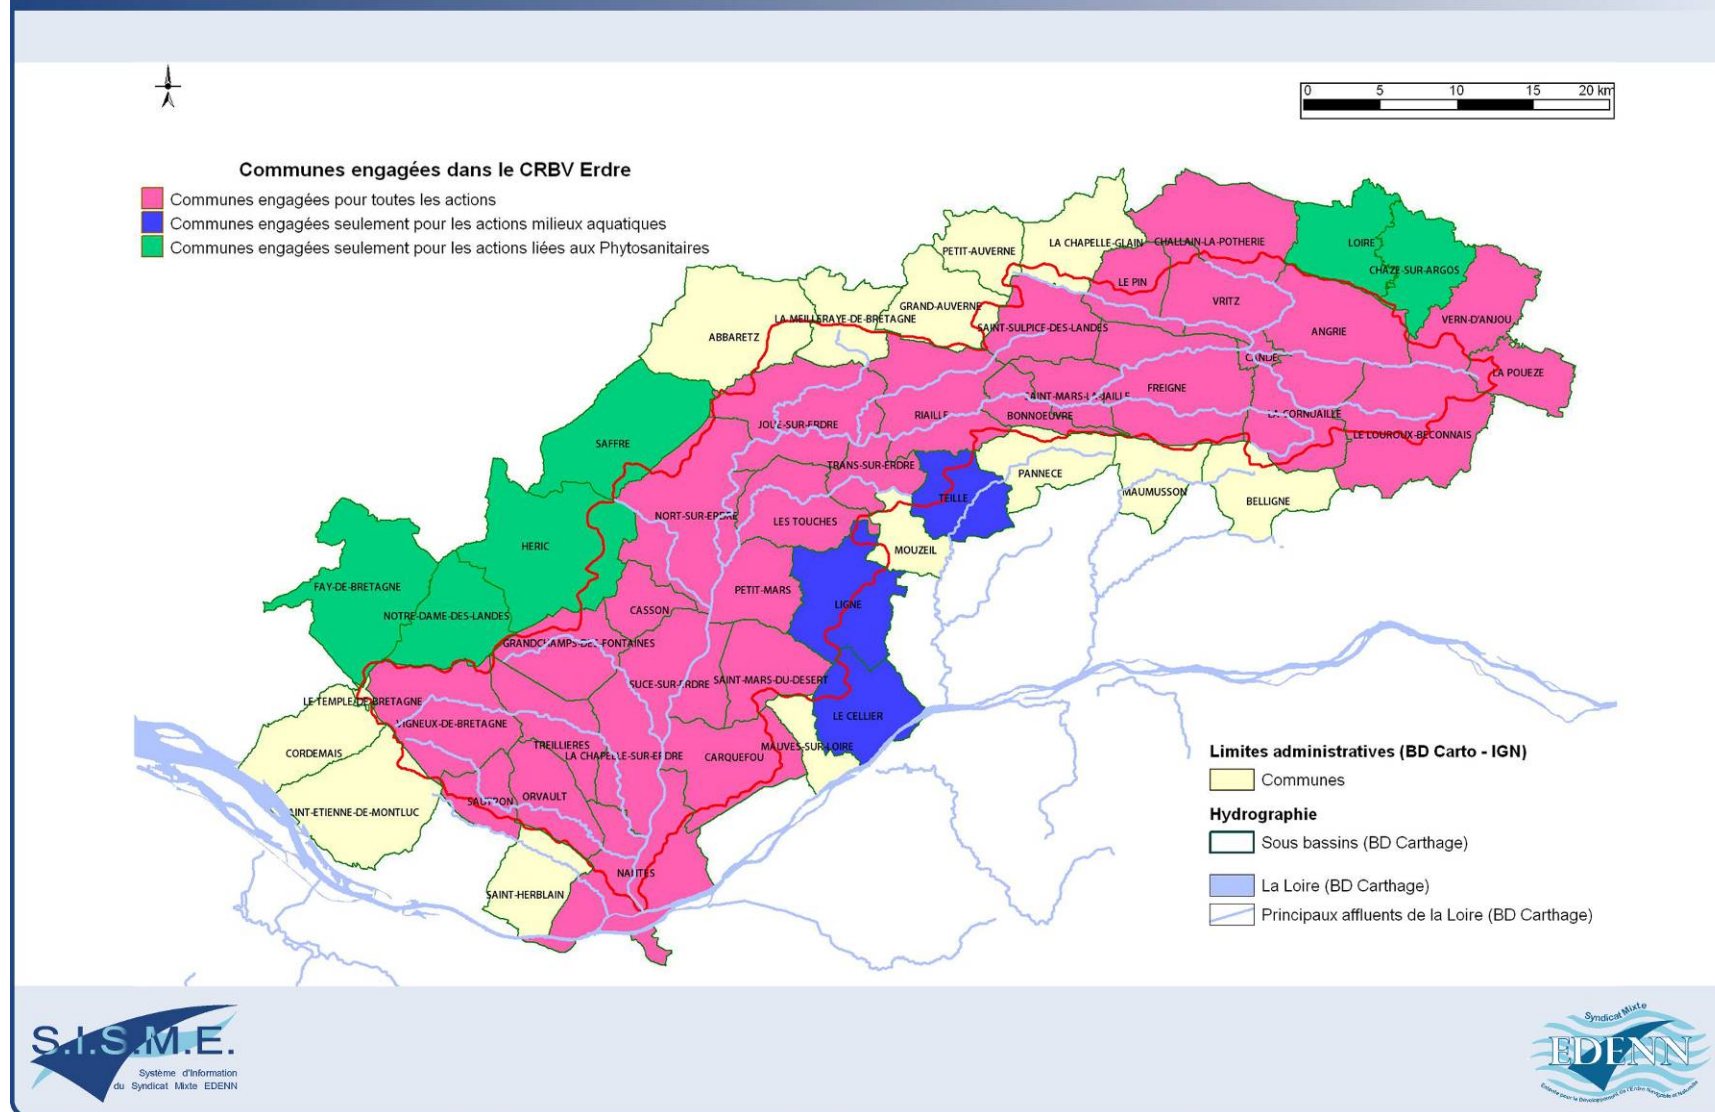 0 5 10 15 20 km
Communes engagées dans le CRBV Erdre
Communes engagées pour toutes les actions
Communes engagées seulement pour les actions milieux aquatiques
Communes engagées seulement pour les actions liées aux Phytosanitaires
PETIT-AUVERNE
LA CHAPELLE-GLAIN
CHALLAIN-LA-POTHERIE
LOIRE
CHAZE-SUR-ARGOS
LE PIN
VRITZ
GRAND-AUVERNE
LA MEILLERAYE-DE-BRETAGNE
SAINT-SULPICE-DES-LANDES
ANGRIE
VERN-D'ANJOU
ABBARETZ
CANDE
LA POUEZE
FREIGNE
SAINT-MARS-LA-JAILLE
BONNOEUVRE
RIAILLE
LA CORNUAILLE
JOUE-SUR-ERDRE
LE LOUROUX-BECONNAIS
SAFFRE
TRANS-SUR-ERDRE
PANNECE
TEILLE
MAUMUSSON
BELLIGNE
NORT-SUR-ERDRE
LES TOUCHES
HERIC
MOUZEIL
FAY-DE-BRETAGNE
PETIT-MARS
LIGNE
CASSON
NOTRE-DAME-DES-LANDES
GRANDCHAMPS-DES-FONTAINES
SUCE-SUR-ERDRE
SAINT-MARS-DU-DESERT
LE TEMPLE-DE-BRETAGNE
LE CELLIER
VIGNEUX-DE-BRETAGNE
TREILLIERES
MAUVES-SUR-LOIRE
CORDEMAIS
LA CHAPELLE-SUR-ERDRE
CARQUEFOU
SAUTRON
ORVAULT
AINT-ETIENNE-DE-MONTLUC
NANTES
SAINT-HERBLAIN
Limites administratives (BD Carto - IGN)
Communes
Hydrographie
Sous bassins (BD Carthage)
La Loire (BD Carthage)
Principaux affluents de la Loire (BD Carthage)
S.I.S.M.E.
Système d'Information
du Syndicat Mixte EDENN
Syndicat Mixte
EDENN